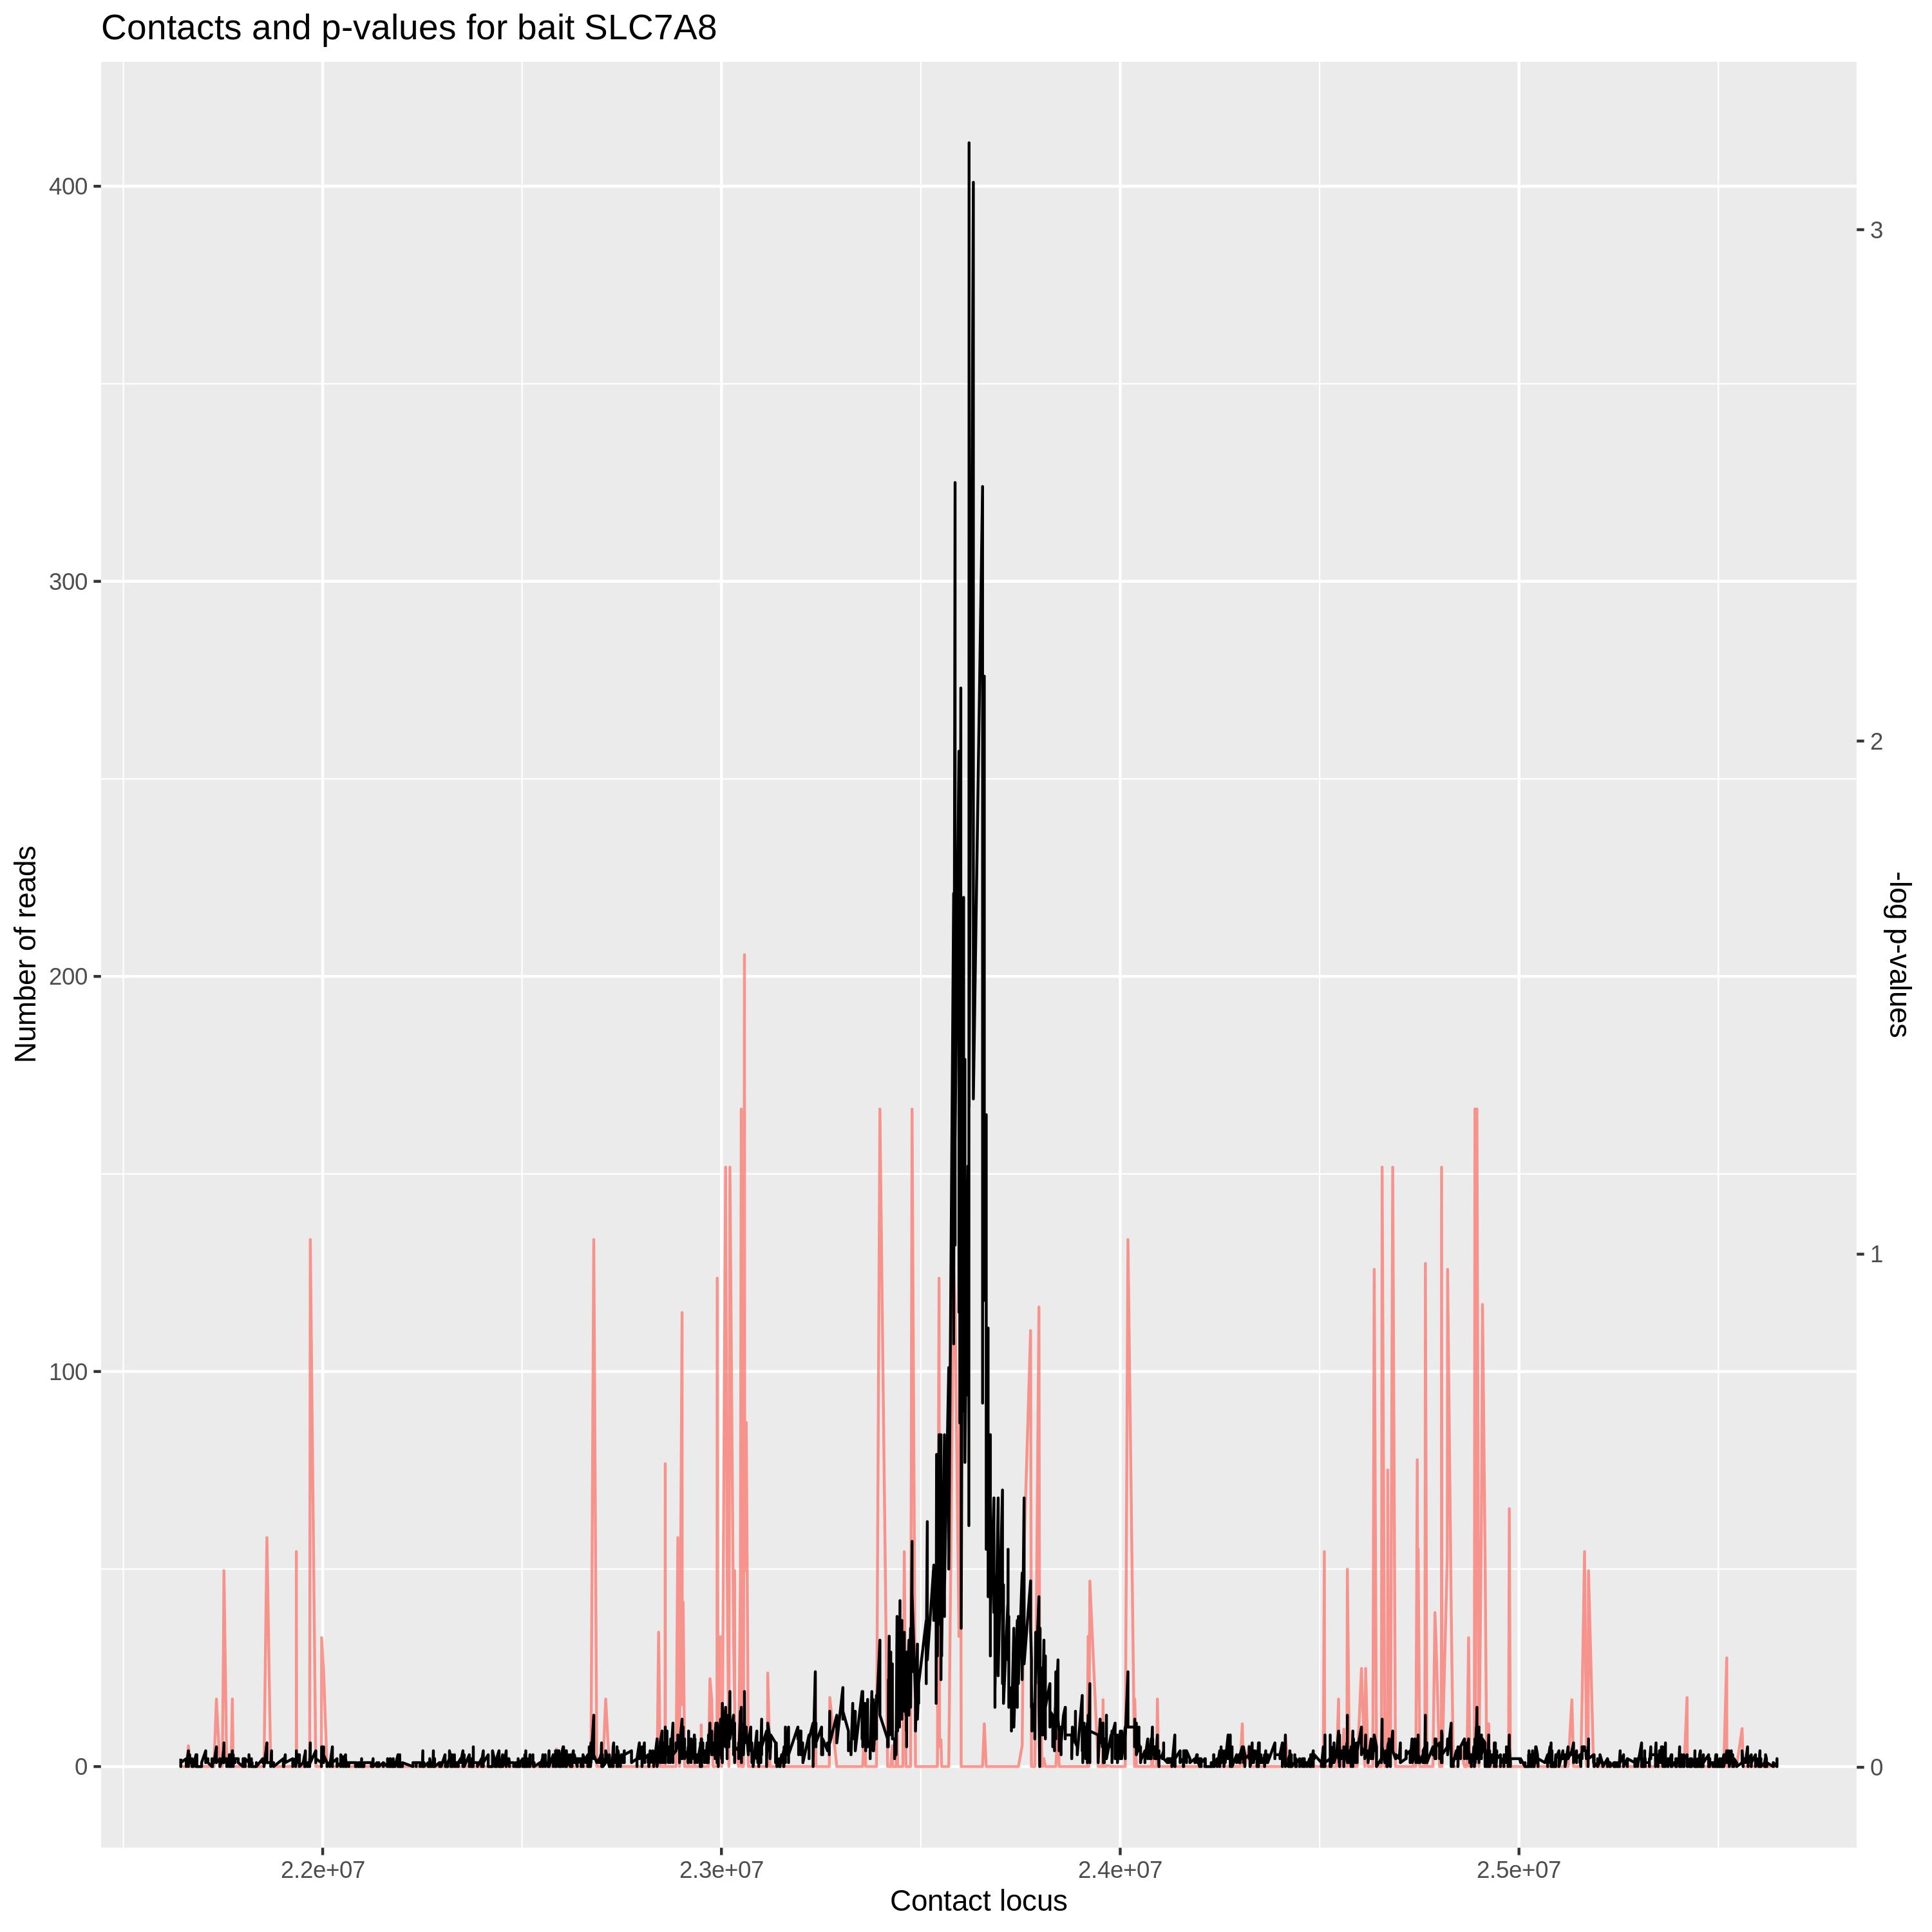 Contacts and p-values for bait SLC7A8
400
300
200
100
0
Number of reads
3
2
1
0
-log p-values
2.2e+07
2.3e+07
2.4e+07
2.5e+07
Contact locus